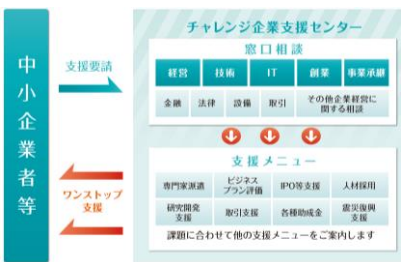 中小企業者等
支援要請
ワンストップ
支援
チャレンジ企業支援センター
窓口相談
経営 技術 IT 創業 事業承継
金融 法律 設備 取引 その他企業経営に
関する相談
支援メニュー
専門家派遣 ビジネス
プラン評価 IPO等支援 人材採用
研究開発
支援 取引支援 各種助成金 震災復興
支援
課題に合わせて他の支援メニューをご案内します